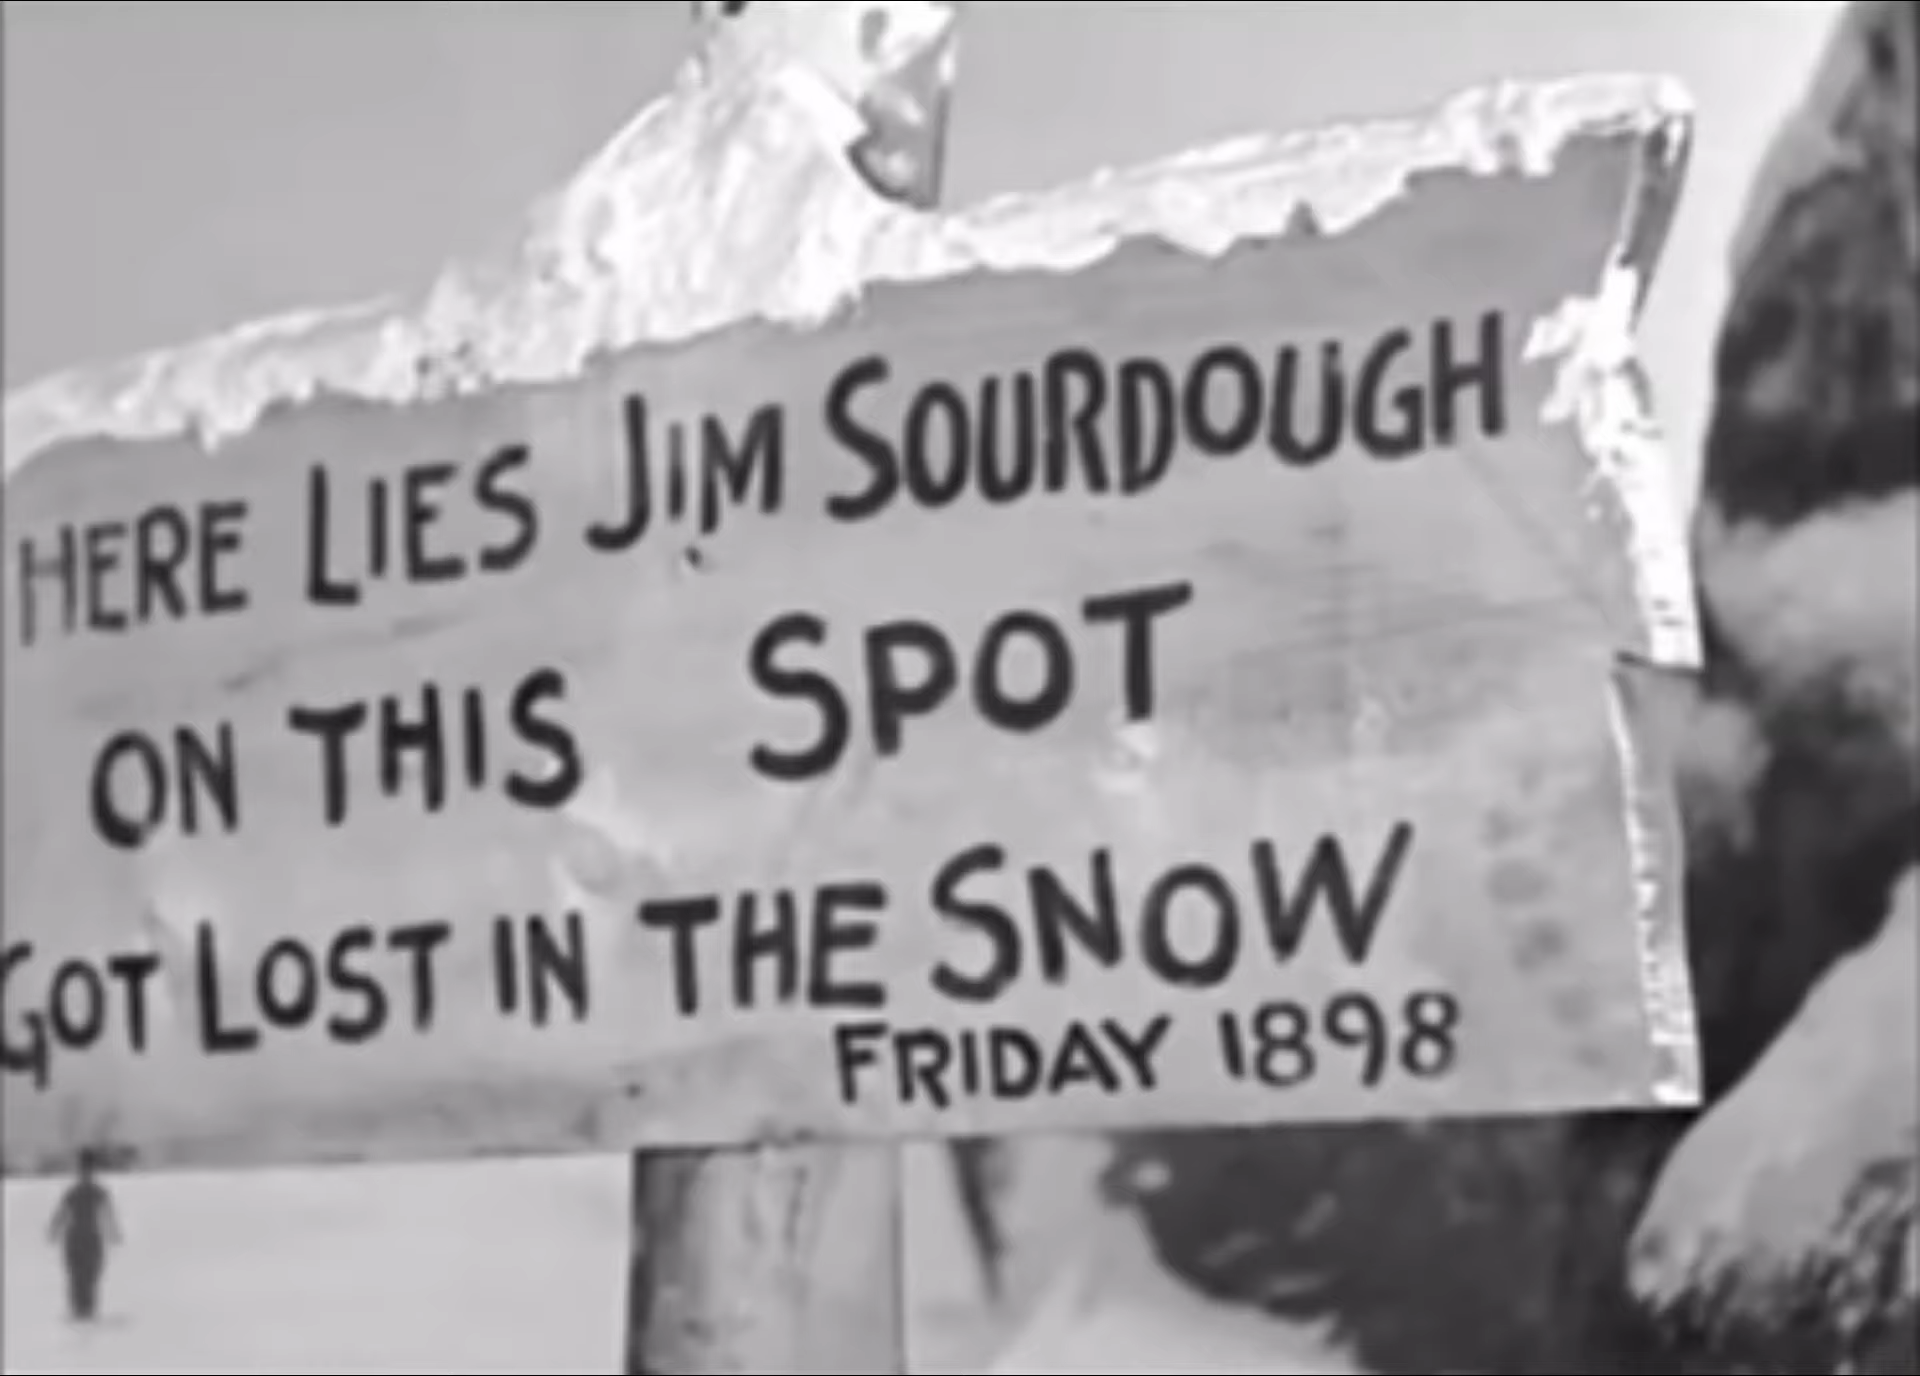 HERE LIES JIM SOURDOUGH
ON THIS SPOT
GOT LOST IN THE SNOW
FRIDAY 1898